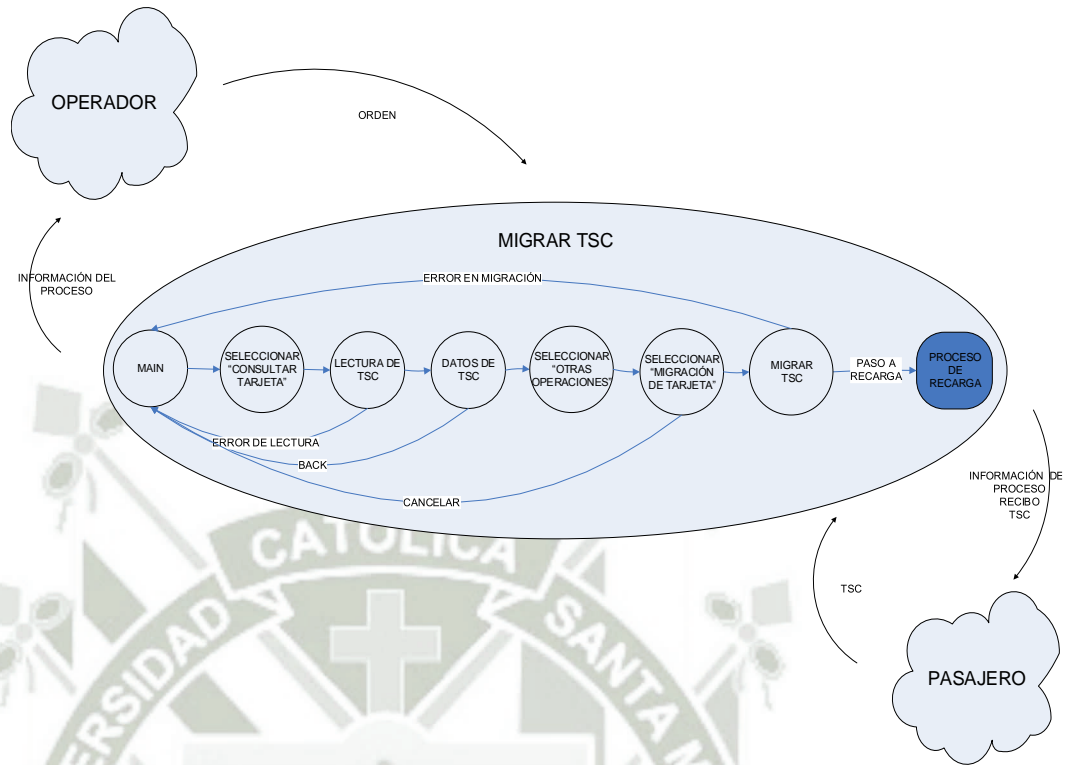 OPERADOR
ORDEN
MIGRAR TSC
INFORMACIÓN DEL
PROCESO
ERROR EN MIGRACIÓN
MAIN
SELECCIONAR
“CONSULTAR
TARJETA”
LECTURA DE
TSC
DATOS DE
TSC
SELECCIONAR
“OTRAS
OPERACIONES”
SELECCIONAR
“MIGRACIÓN
DE TARJETA”
MIGRAR
TSC
PASO A
RECARGA
PROCESO
DE
RECARGA
ERROR DE LECTURA
BACK
CANCELAR
INFORMACIÓN DE
PROCESO
RECIBO
TSC
TSC
PASAJERO
CATOLICA
SANTA